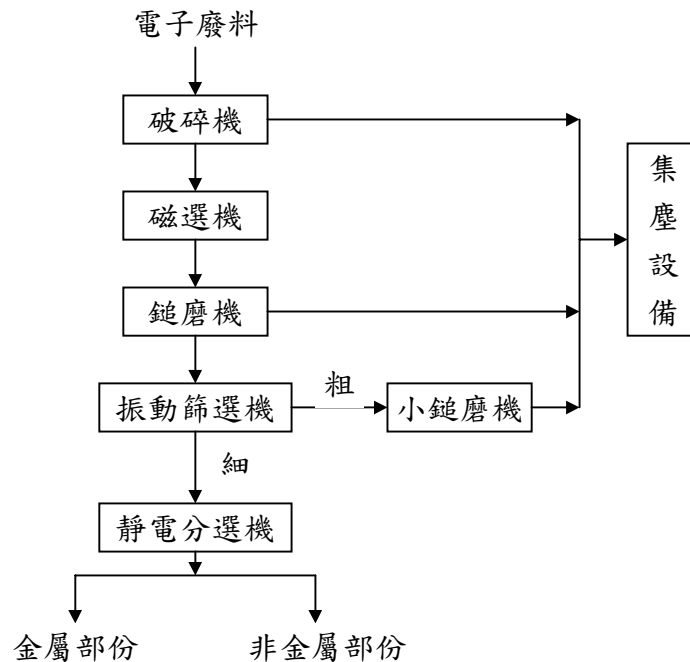 電子廢料
破碎機
磁選機
鎚磨機
振動篩選機
粗
小鎚磨機
細
靜電分選機
金屬部份
非金屬部份
集塵設備